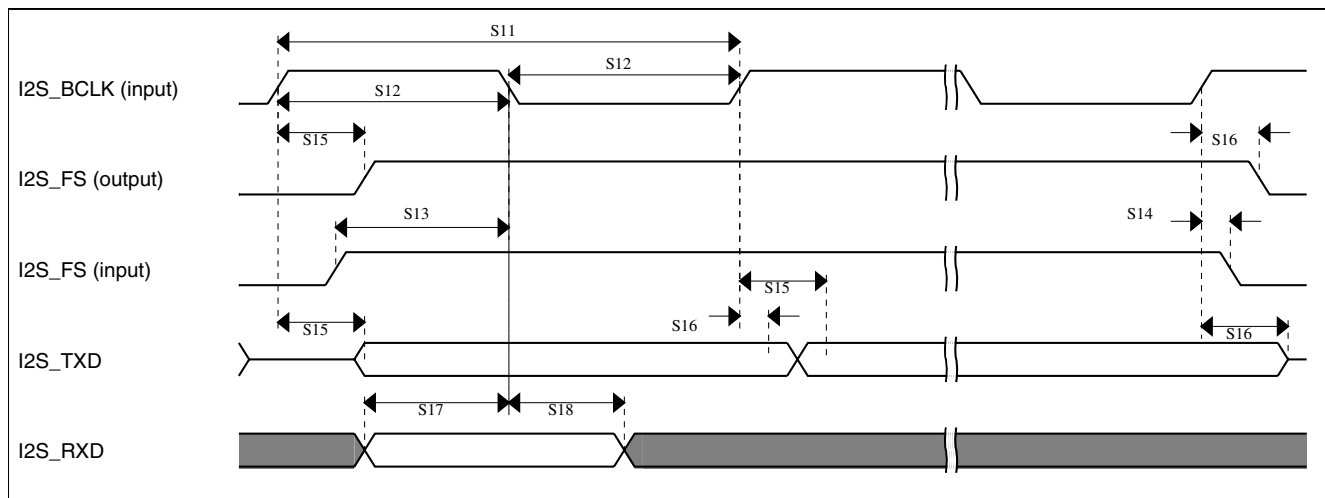 S11
I2S_BCLK (input)
S12
S12
S15
S16
I2S_FS (output)
S13
S14
I2S_FS (input)
S15
S16
S15
S16
I2S_TXD
S17
S18
I2S_RXD